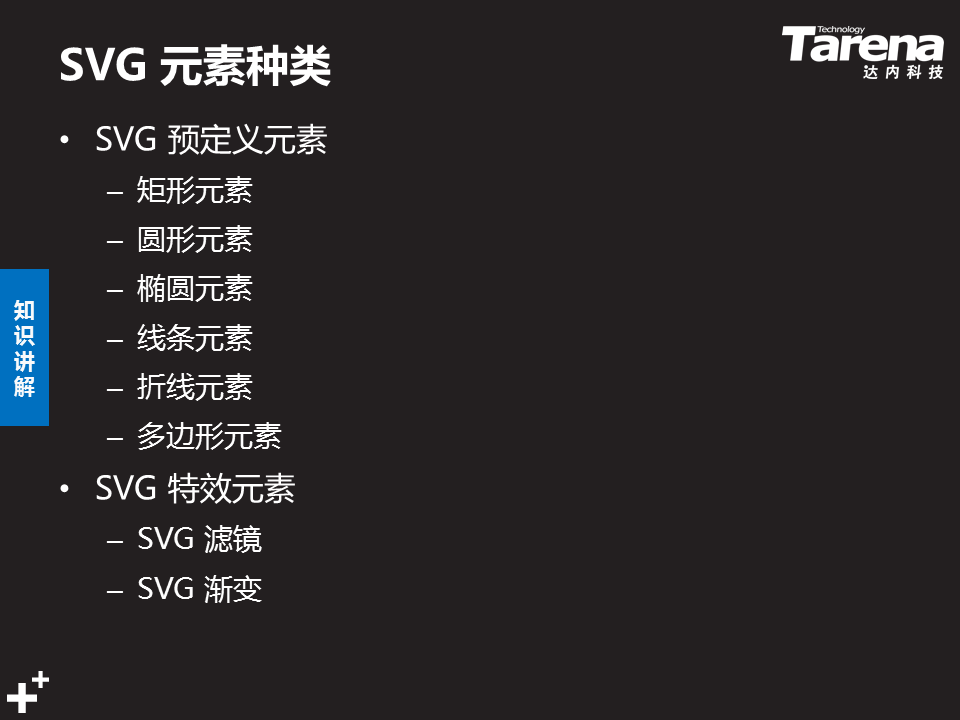 SVG 元素种类
Technology
Tarena
达内科技
• SVG 预定义元素
– 矩形元素
– 圆形元素
– 椭圆元素
– 线条元素
– 折线元素
– 多边形元素
• SVG 特效元素
– SVG 滤镜
– SVG 渐变
知识讲解